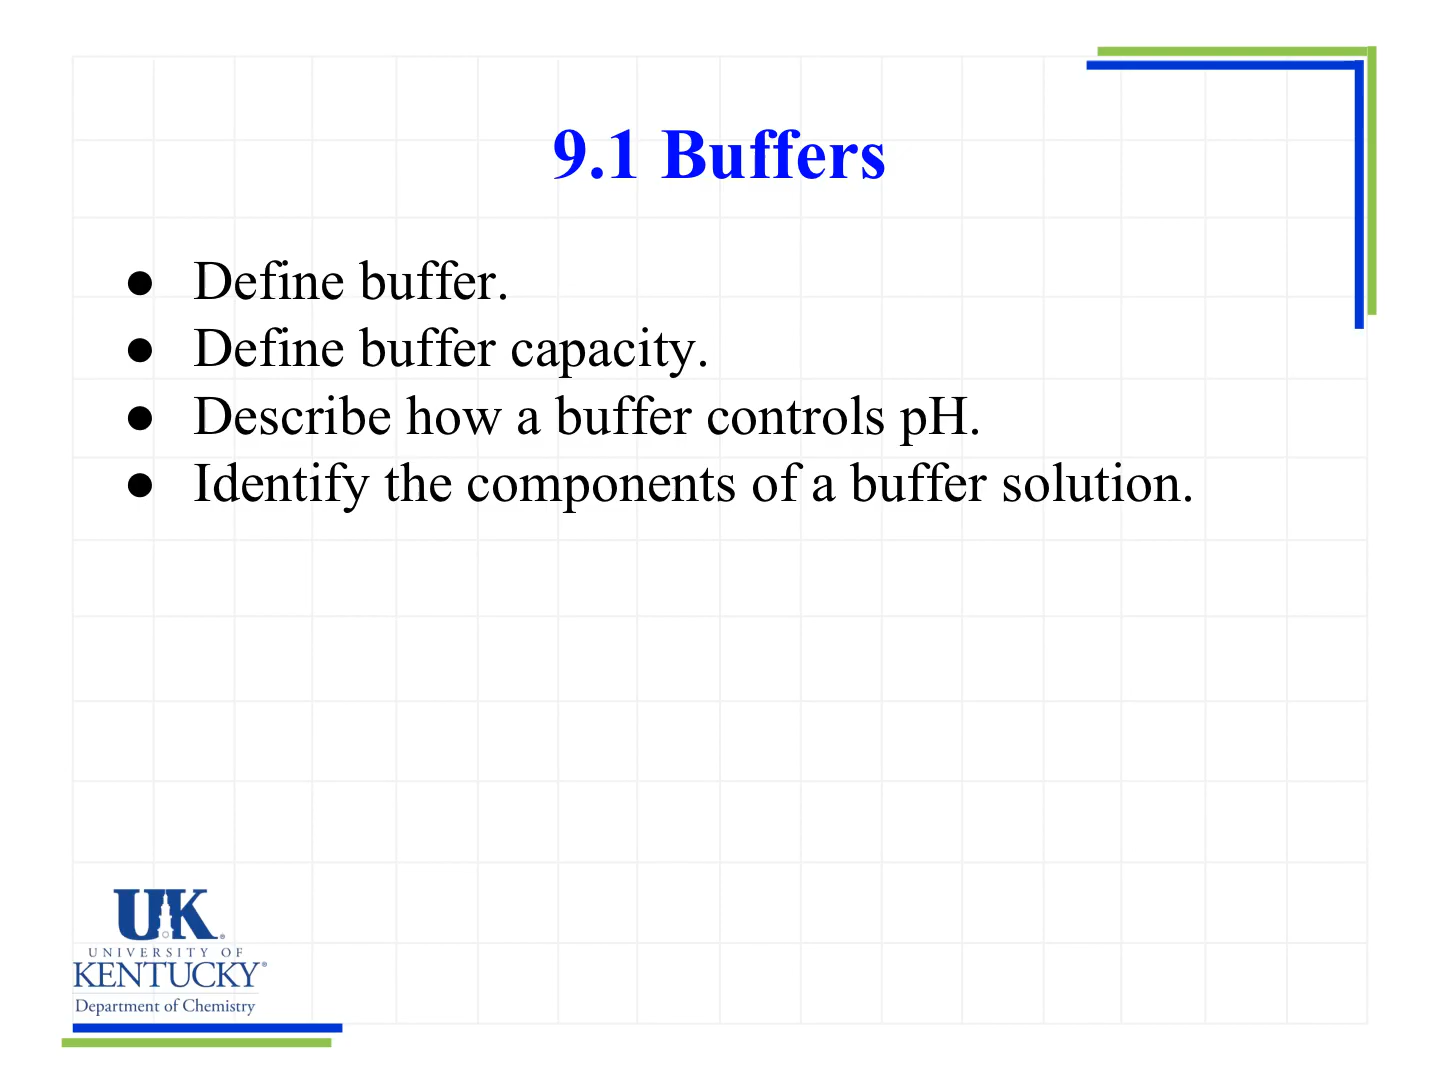 9.1 Buffers
● Define buffer.
● Define buffer capacity.
● Describe how a buffer controls pH.
● Identify the components of a buffer solution.
UK®
UNIVERSITY OF
KENTUCKY®
Department of Chemistry